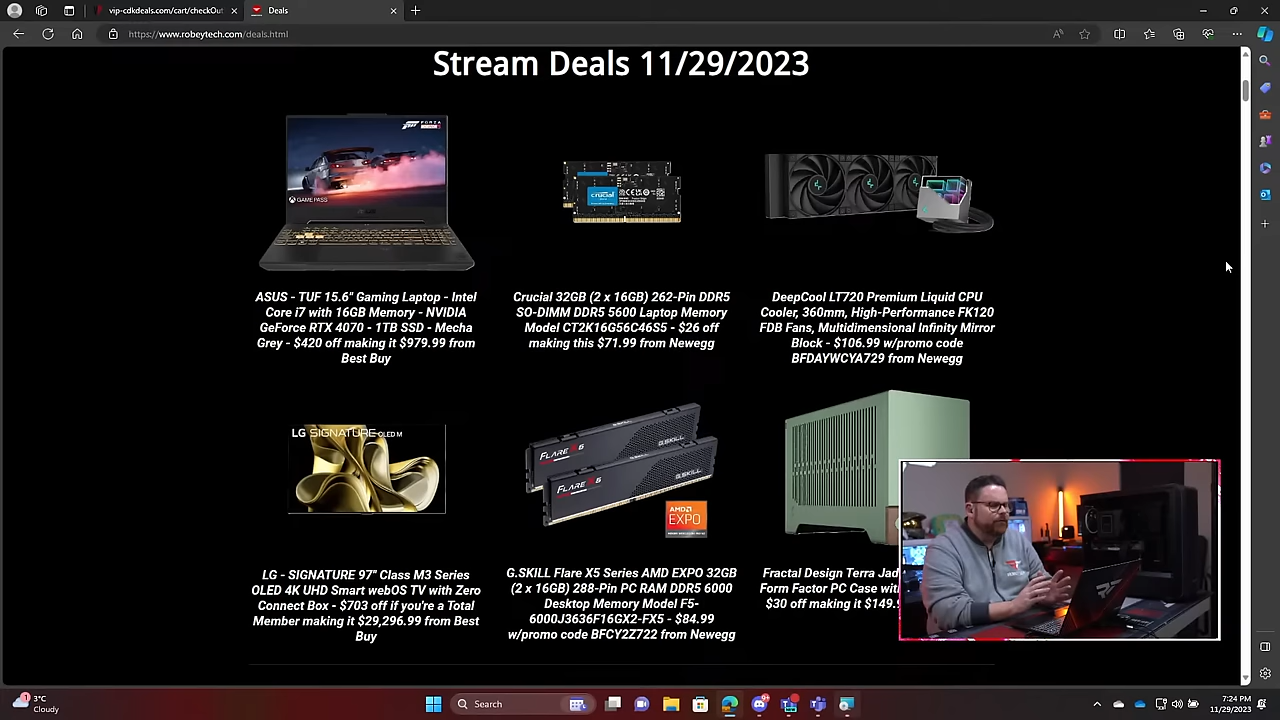 vip-cdkdeals.com/cart/checkOut
Deals
https://www.robeytech.com/deals.html
Stream Deals 11/29/2023
FORZA
GAME PASS
crucial
ASUS - TUF 15.6" Gaming Laptop - Intel
Core i7 with 16GB Memory - NVIDIA
GeForce RTX 4070 - 1TB SSD - Mecha
Grey - $420 off making it $979.99 from
Best Buy
Crucial 32GB (2 x 16GB) 262-Pin DDR5
SO-DIMM DDR5 5600 Laptop Memory
Model CT2K16G56C46S5 - $26 off
making this $71.99 from Newegg
DeepCool LT720 Premium Liquid CPU
Cooler, 360mm, High-Performance FK120
FDB Fans, Multidimensional Infinity Mirror
Block - $106.99 w/promo code
BFDAYWCYA729 from Newegg
LG SIGNATURE OLED M
FLARE X5
G.SKILL
FLARE X5
G.SKILL
AMD
EXPO
LG - SIGNATURE 97" Class M3 Series
OLED 4K UHD Smart webOS TV with Zero
Connect Box - $703 off if you're a Total
Member making it $29,296.99 from Best
Buy
G.SKILL Flare X5 Series AMD EXPO 32GB
(2 x 16GB) 288-Pin PC RAM DDR5 6000
Desktop Memory Model F5-
6000J3636F16GX2-FX5 - $84.99
w/promo code BFCY2Z722 from Newegg
Fractal Design Terra Jad
Form Factor PC Case wit
$30 off making it $149.9
3°C
Cloudy
Search
7:24 PM
11/29/2023